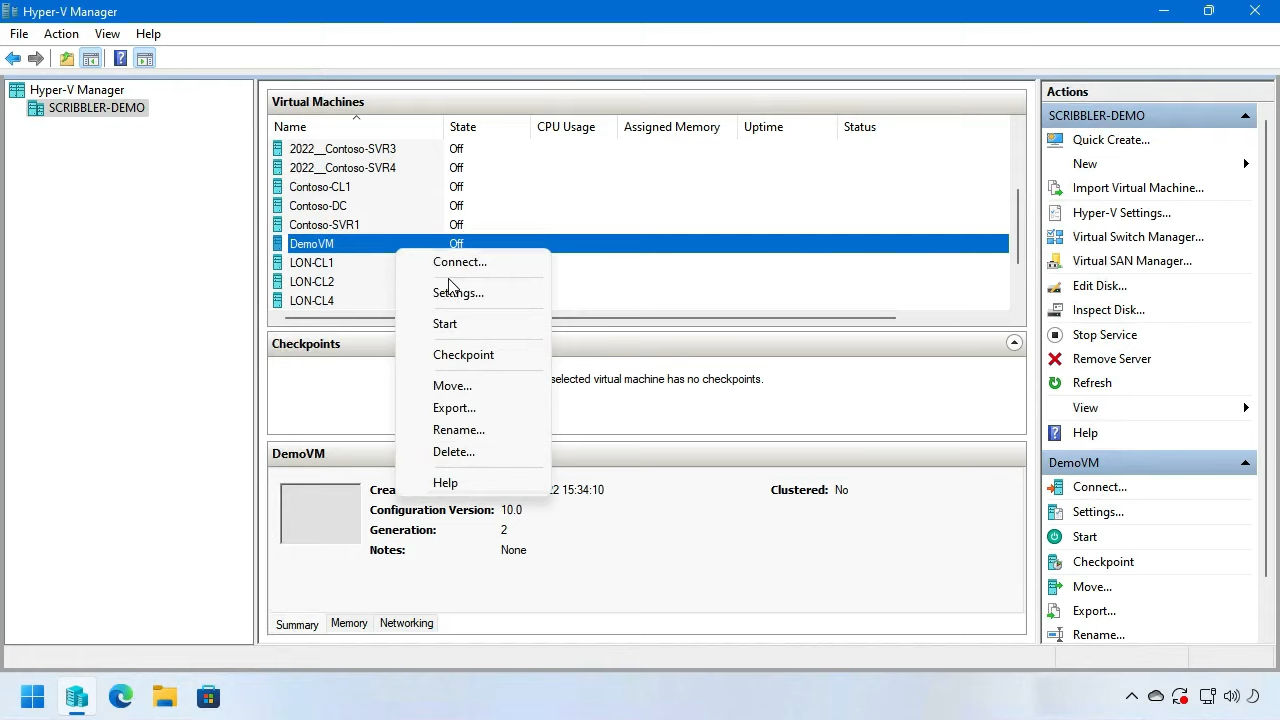 Hyper-V Manager
File Action View Help
Hyper-V Manager
SCRIBBLER-DEMO
Virtual Machines
Name State CPU Usage Assigned Memory Uptime Status
2022__Contoso-SVR3 Off
2022__Contoso-SVR4 Off
Contoso-CL1 Off
Contoso-DC Off
Contoso-SVR1 Off
DemoVM Off
LON-CL1
LON-CL2
LON-CL4
Connect...
Settings...
Start
Checkpoint
Move...
Export...
Rename...
Delete...
Help
Checkpoints
selected virtual machine has no checkpoints.
DemoVM
15:34:10 Clustered: No
Configuration Version: 10.0
Generation: 2
Notes: None
Summary Memory Networking
Actions
SCRIBBLER-DEMO
Quick Create...
New
Import Virtual Machine...
Hyper-V Settings...
Virtual Switch Manager...
Virtual SAN Manager...
Edit Disk...
Inspect Disk...
Stop Service
Remove Server
Refresh
View
Help
DemoVM
Connect...
Settings...
Start
Checkpoint
Move...
Export...
Rename...